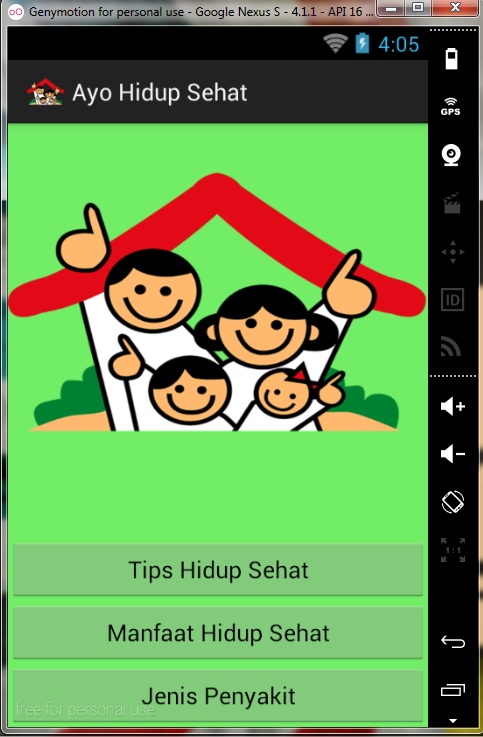 Genymotion for personal use - Google Nexus S - 4.1.1 - API 16 ...
4:05
Ayo Hidup Sehat
GPS
ID
1:1
Tips Hidup Sehat
Manfaat Hidup Sehat
Jenis Penyakit
free for personal use